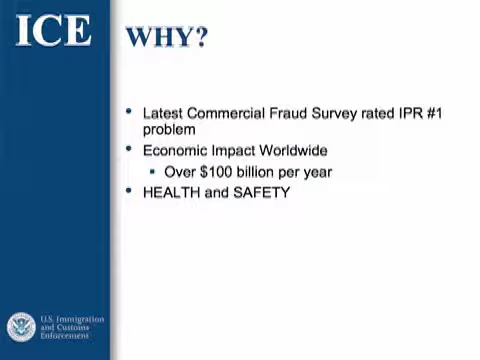 ICE
WHY?
• Latest Commercial Fraud Survey rated IPR #1
problem
• Economic Impact Worldwide
▪ Over $100 billion per year
• HEALTH and SAFETY
U.S. Immigration
and Customs
Enforcement